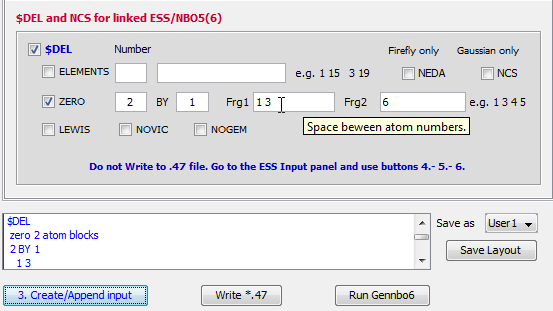 $DEL and NCS for linked ESS/NBO5(6)
$DEL Number Firefly only Gaussian only
ELEMENTS e.g. 1 15 3 19 NEDA NCS
ZERO 2 BY 1 Frg1 1 3 Frg2 6 e.g. 1 3 4 5
Space beween atom numbers.
LEWIS NOVIC NOGEM
Do not Write to .47 file. Go to the ESS Input panel and use buttons 4.- 5.- 6.
$DEL
zero 2 atom blocks
2 BY 1
1 3
Save as User1
Save Layout
3. Create/Append input Write *.47 Run Gennbo6